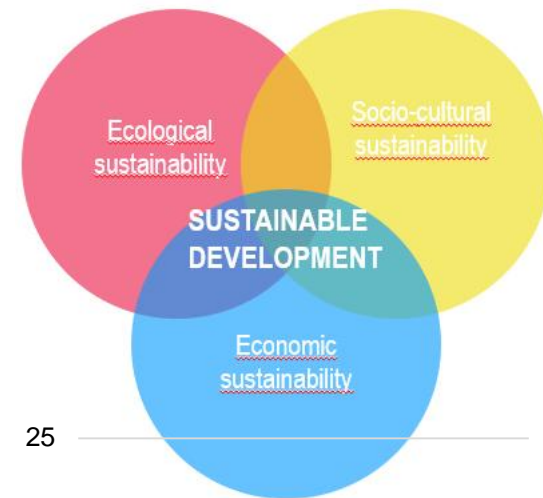 Ecological
sustainability
Socio-cultural
sustainability
SUSTAINABLE
DEVELOPMENT
Economic
sustainability
25